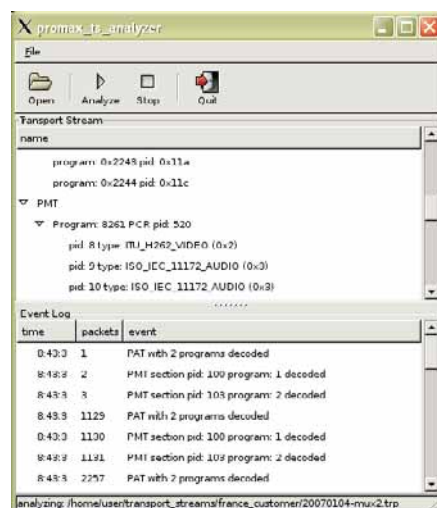 X promax_ts_analyzer
File
Open Analyze Stop Quit
Transport Stream
name
program: 0x2243 pid: 0x11a
program: 0x2244 pid: 0x11c
PMT
Program: 8261 PCR pid: 520
pid: 8 type: ITU_H262_VIDEO (0x2)
pid: 9 type: ISO_IEC_11172_AUDIO (0x3)
pid: 10 type: ISO_IEC_11172_AUDIO (0x3)
Event Log
time packets event
8:43:3 1 PAT with 2 programs decoded
8:43:3 2 PMT section pid: 100 program: 1 decoded
8:43:3 3 PMT section pid: 103 program: 2 decoded
8:43:3 1129 PAT with 2 programs decoded
8:43:3 1130 PMT section pid: 100 program: 1 decoded
8:43:3 1131 PMT section pid: 103 program: 2 decoded
8:43:3 2257 PAT with 2 programs decoded
analyzing: /home/user/transport_streams/france_customer/20070104-mux2.trp